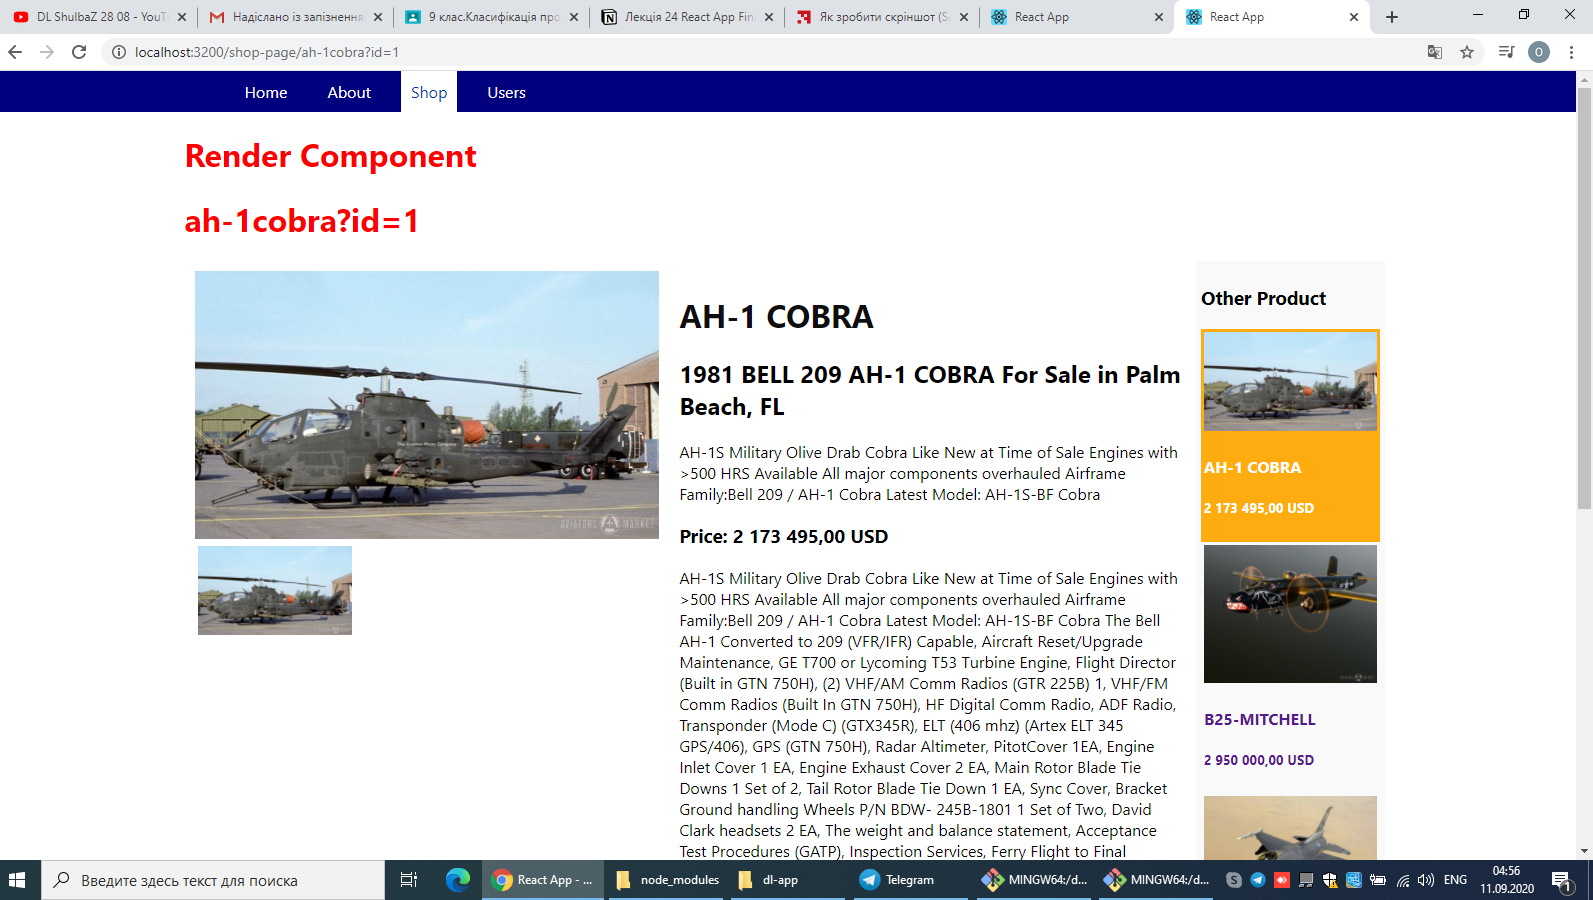 DL ShulbaZ 28 08 - YouT
Надіслано із запізнення
9 клас.Класифікація про
Лекція 24 React App Fin
Як зробити скріншот (S
React App
React App
localhost:3200/shop-page/ah-1cobra?id=1
O
Home
About
Shop
Users
Render Component
ah-1cobra?id=1
AVIATORS MARKET
AH-1 COBRA
1981 BELL 209 AH-1 COBRA For Sale in Palm
Beach, FL
AH-1S Military Olive Drab Cobra Like New at Time of Sale Engines with
>500 HRS Available All major components overhauled Airframe
Family:Bell 209 / AH-1 Cobra Latest Model: AH-1S-BF Cobra
Price: 2 173 495,00 USD
AH-1S Military Olive Drab Cobra Like New at Time of Sale Engines with
>500 HRS Available All major components overhauled Airframe
Family:Bell 209 / AH-1 Cobra Latest Model: AH-1S-BF Cobra The Bell
AH-1 Converted to 209 (VFR/IFR) Capable, Aircraft Reset/Upgrade
Maintenance, GE T700 or Lycoming T53 Turbine Engine, Flight Director
(Built in GTN 750H), (2) VHF/AM Comm Radios (GTR 225B) 1, VHF/FM
Comm Radios (Built In GTN 750H), HF Digital Comm Radio, ADF Radio,
Transponder (Mode C) (GTX345R), ELT (406 mhz) (Artex ELT 345
GPS/406), GPS (GTN 750H), Radar Altimeter, PitotCover 1EA, Engine
Inlet Cover 1 EA, Engine Exhaust Cover 2 EA, Main Rotor Blade Tie
Downs 1 Set of 2, Tail Rotor Blade Tie Down 1 EA, Sync Cover, Bracket
Ground handling Wheels P/N BDW- 245B-1801 1 Set of Two, David
Clark headsets 2 EA, The weight and balance statement, Acceptance
Test Procedures (GATP), Inspection Services, Ferry Flight to Final
Other Product
AH-1 COBRA
2 173 495,00 USD
B25-MITCHELL
2 950 000,00 USD
Введите здесь текст для поиска
React App - ...
node_modules
dl-app
Telegram
MINGW64:/d...
MINGW64:/d...
ENG
04:56
11.09.2020
1